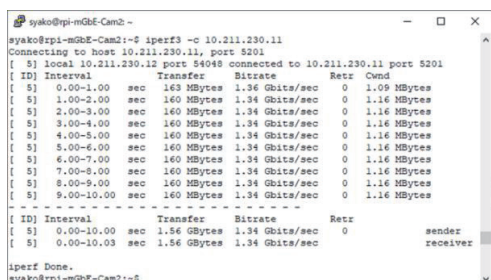 syako@rpi-mGbE-Cam2: ~
syako@rpi-mGbE-Cam2:~$ iperf3 -c 10.211.230.11
Connecting to host 10.211.230.11, port 5201
[  5] local 10.211.230.12 port 54048 connected to 10.211.230.11 port 5201
[ ID] Interval           Transfer     Bitrate         Retr  Cwnd
[  5]   0.00-1.00   sec   163 MBytes  1.36 Gbits/sec    0   1.09 MBytes
[  5]   1.00-2.00   sec   160 MBytes  1.34 Gbits/sec    0   1.16 MBytes
[  5]   2.00-3.00   sec   160 MBytes  1.34 Gbits/sec    0   1.16 MBytes
[  5]   3.00-4.00   sec   160 MBytes  1.34 Gbits/sec    0   1.16 MBytes
[  5]   4.00-5.00   sec   160 MBytes  1.34 Gbits/sec    0   1.16 MBytes
[  5]   5.00-6.00   sec   160 MBytes  1.34 Gbits/sec    0   1.16 MBytes
[  5]   6.00-7.00   sec   160 MBytes  1.34 Gbits/sec    0   1.16 MBytes
[  5]   7.00-8.00   sec   160 MBytes  1.34 Gbits/sec    0   1.16 MBytes
[  5]   8.00-9.00   sec   160 MBytes  1.34 Gbits/sec    0   1.16 MBytes
[  5]   9.00-10.00  sec   160 MBytes  1.34 Gbits/sec    0   1.16 MBytes
- - - - - - - - - - - - - - - - - - - - - - - - -
[ ID] Interval           Transfer     Bitrate         Retr
[  5]   0.00-10.00  sec  1.56 GBytes  1.34 Gbits/sec    0             sender
[  5]   0.00-10.03  sec  1.56 GBytes  1.34 Gbits/sec                  receiver
iperf Done.
syako@rpi-mGbE-Cam2:~$